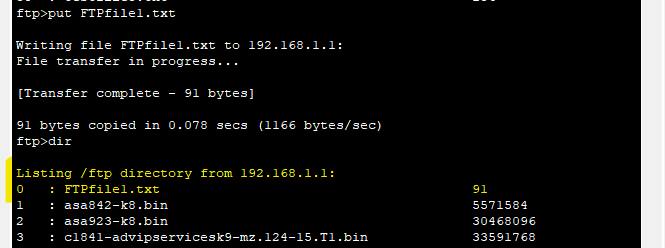 ftp>put FTPfile1.txt
Writing file FTPfile1.txt to 192.168.1.1:
File transfer in progress...
[Transfer complete - 91 bytes]
91 bytes copied in 0.078 secs (1166 bytes/sec)
ftp>dir
Listing /ftp directory from 192.168.1.1:
0 : FTPfile1.txt 91
1 : asa842-k8.bin 5571584
2 : asa923-k8.bin 30468096
3 : c1841-advipservicesk9-mz.124-15.T1.bin 33591768